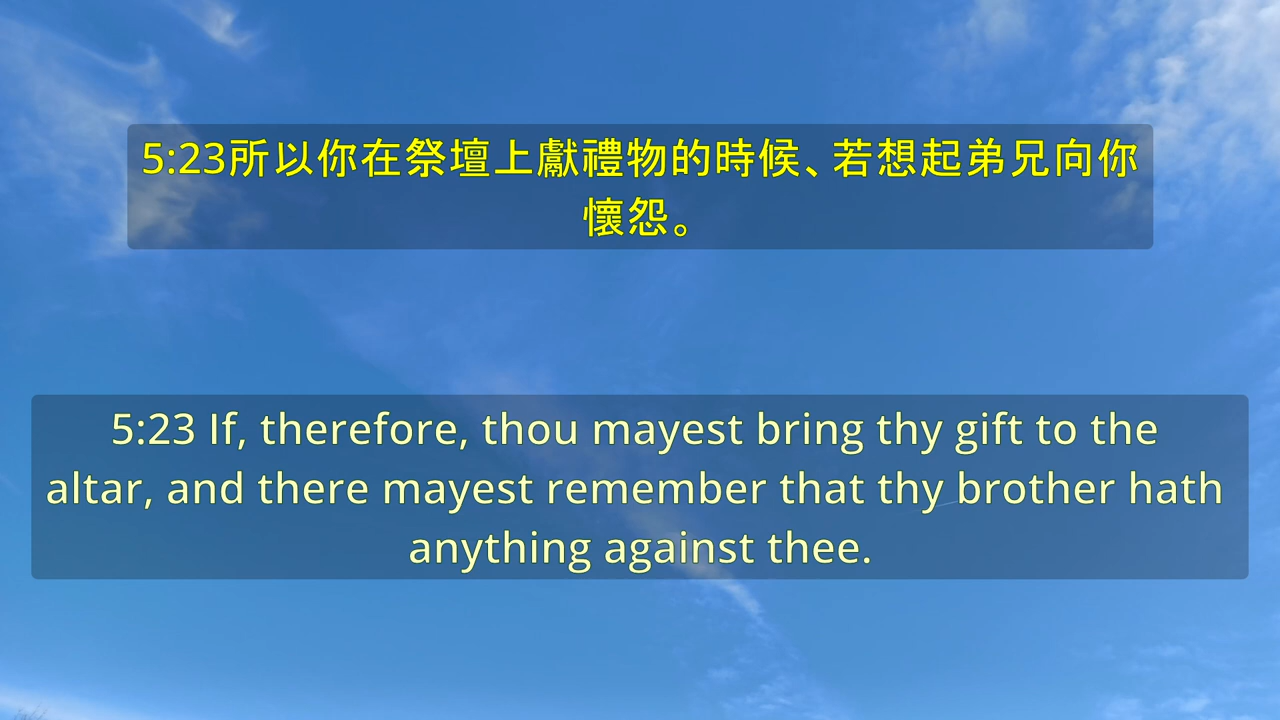 5:23所以你在祭壇上獻禮物的時候、若想起弟兄向你
懷怨。
5:23 If, therefore, thou mayest bring thy gift to the
altar, and there mayest remember that thy brother hath
anything against thee.